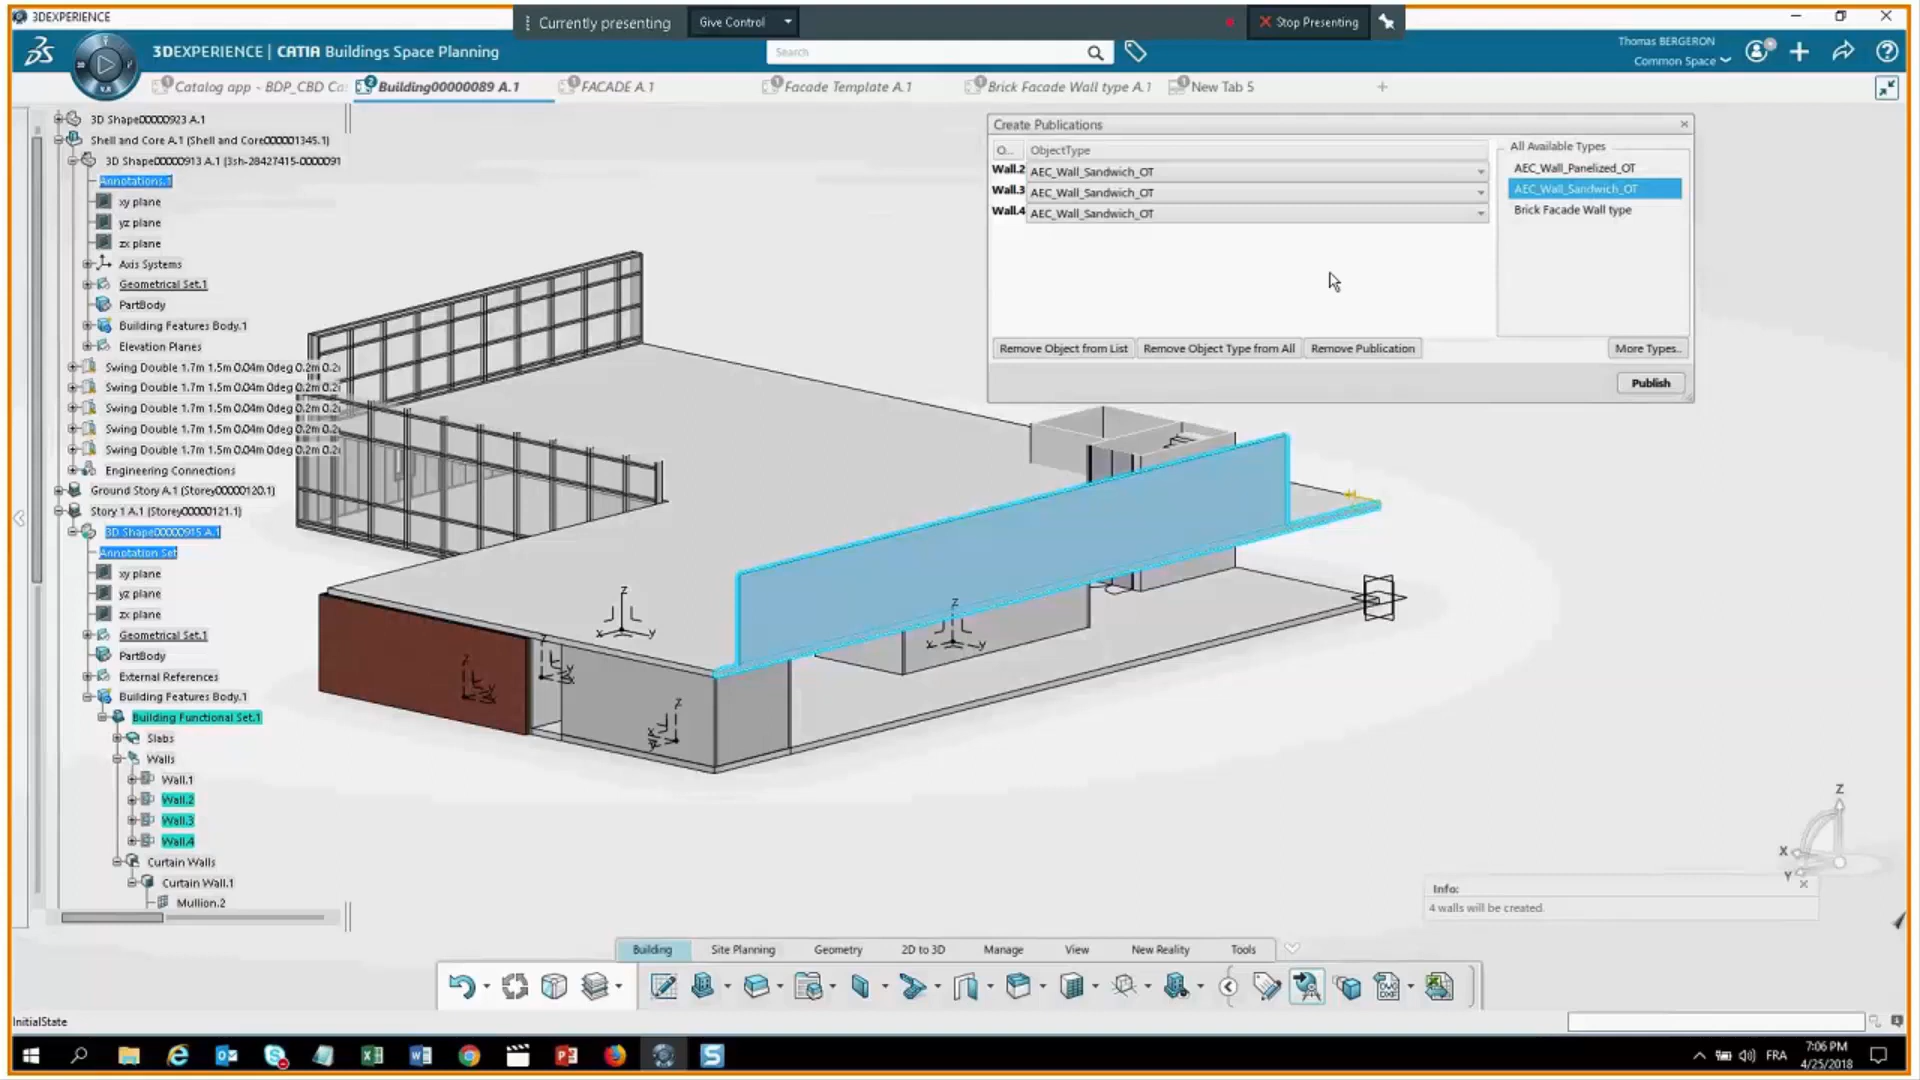 3DEXPERIENCE
Currently presenting
Give Control
Stop Presenting
3DEXPERIENCE | CATIA Buildings Space Planning
Search
Thomas BERGERON
Common Space
Catalog app - BDP_CBD Ca
Building00000089 A.1
FACADE A.1
Facade Template A.1
Brick Facade Wall type A.1
New Tab 5
3D Shape00000923 A.1
Shell and Core A.1 (Shell and Core000001345.1)
3D Shape00000913 A.1 (3sh-28427415-00000091
Annotations.1
xy plane
yz plane
zx plane
Axis Systems
Geometrical Set.1
PartBody
Building Features Body.1
Elevation Planes
Swing Double 1.7m 1.5m 0.04m 0deg 0.2m 0.2
Swing Double 1.7m 1.5m 0.04m 0deg 0.2m 0.2
Swing Double 1.7m 1.5m 0.04m 0deg 0.2m 0.2
Swing Double 1.7m 1.5m 0.04m 0deg 0.2m 0.2
Swing Double 1.7m 1.5m 0.04m 0deg 0.2m 0.2
Engineering Connections
Ground Story A.1 (Storey00000120.1)
Story 1 A.1 (Storey00000121.1)
3D Shape00000915 A.1
Annotation Set
xy plane
yz plane
zx plane
Geometrical Set.1
PartBody
External References
Building Features Body.1
Building Functional Set.1
Slabs
Walls
Wall.1
Wall.2
Wall.3
Wall.4
Curtain Walls
Curtain Wall.1
Mullion.2
Create Publications
O...
ObjectType
Wall.2 AEC_Wall_Sandwich_OT
Wall.3 AEC_Wall_Sandwich_OT
Wall.4 AEC_Wall_Sandwich_OT
All Available Types
AEC_Wall_Panelized_OT
AEC_Wall_Sandwich_OT
Brick Facade Wall type
Remove Object from List
Remove Object Type from All
Remove Publication
More Types..
Publish
Info:
4 walls will be created.
Building
Site Planning
Geometry
2D to 3D
Manage
View
New Reality
Tools
InitialState
FRA
7:06 PM
4/25/2018